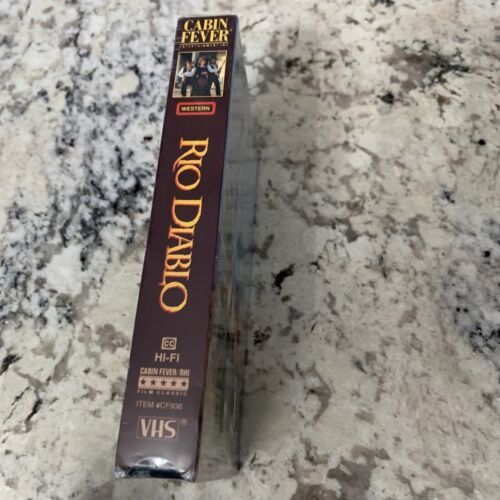 CABIN
FEVER®
ENTERTAINMENT INC
WESTERN
RIO DIABLO
CC
HI-FI
CABIN FEVER/RHI
FILM CLASSIC
ITEM #CF936
VHS®